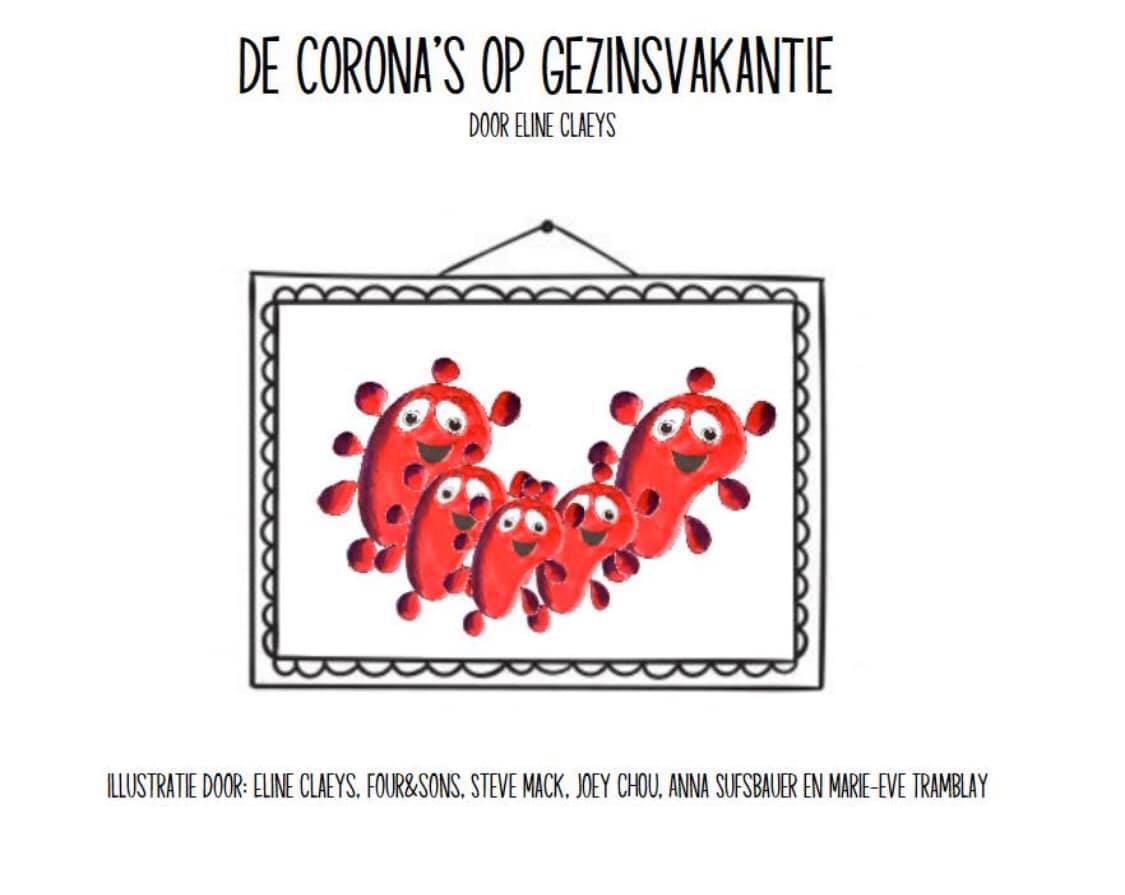 DE CORONA'S OP GEZINSVAKANTIE
DOOR ELINE CLAEYS
ILLUSTRATIE DOOR: ELINE CLAEYS, FOUR&SONS, STEVE MACK, JOEY CHOU, ANNA SUFSBAUER EN MARIE-EVE TRAMBLAY